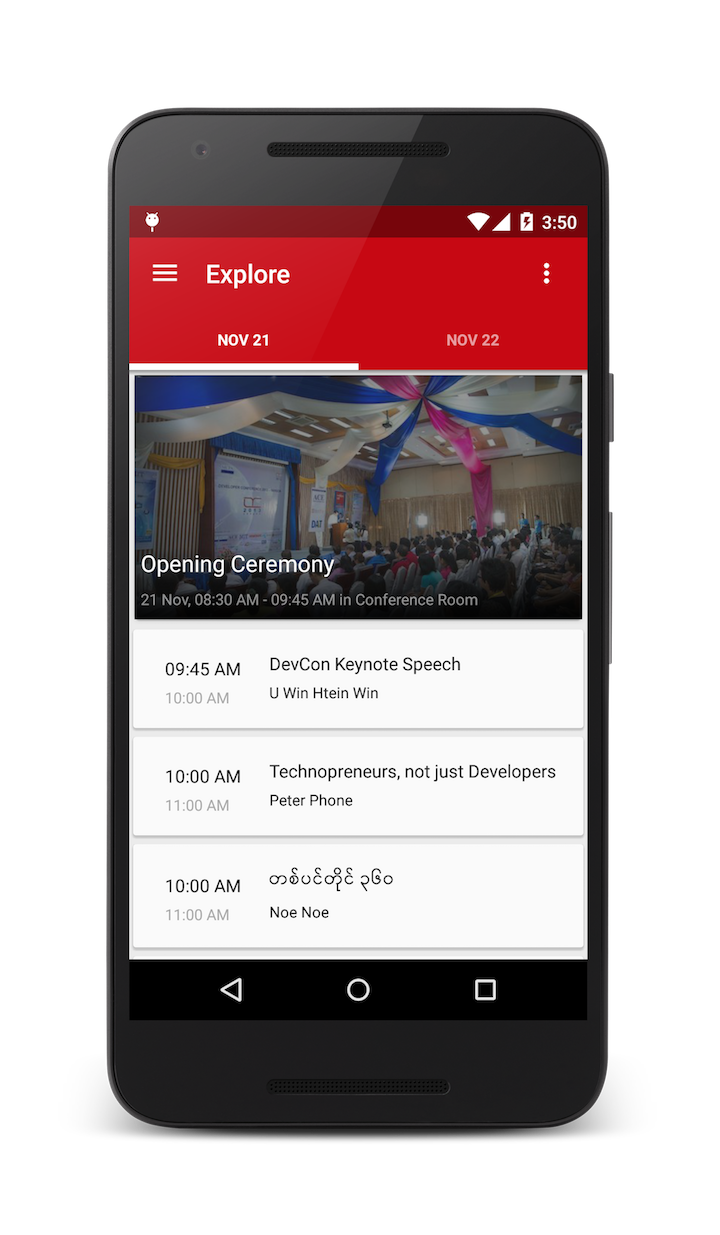 3:50
Explore
NOV 21
NOV 22
ACE
DAT
Opening Ceremony
21 Nov, 08:30 AM - 09:45 AM in Conference Room
09:45 AM
DevCon Keynote Speech
10:00 AM
U Win Htein Win
10:00 AM
Technopreneurs, not just Developers
11:00 AM
Peter Phone
10:00 AM
တစ်ပင်တိုင် ၃၆၀
11:00 AM
Noe Noe